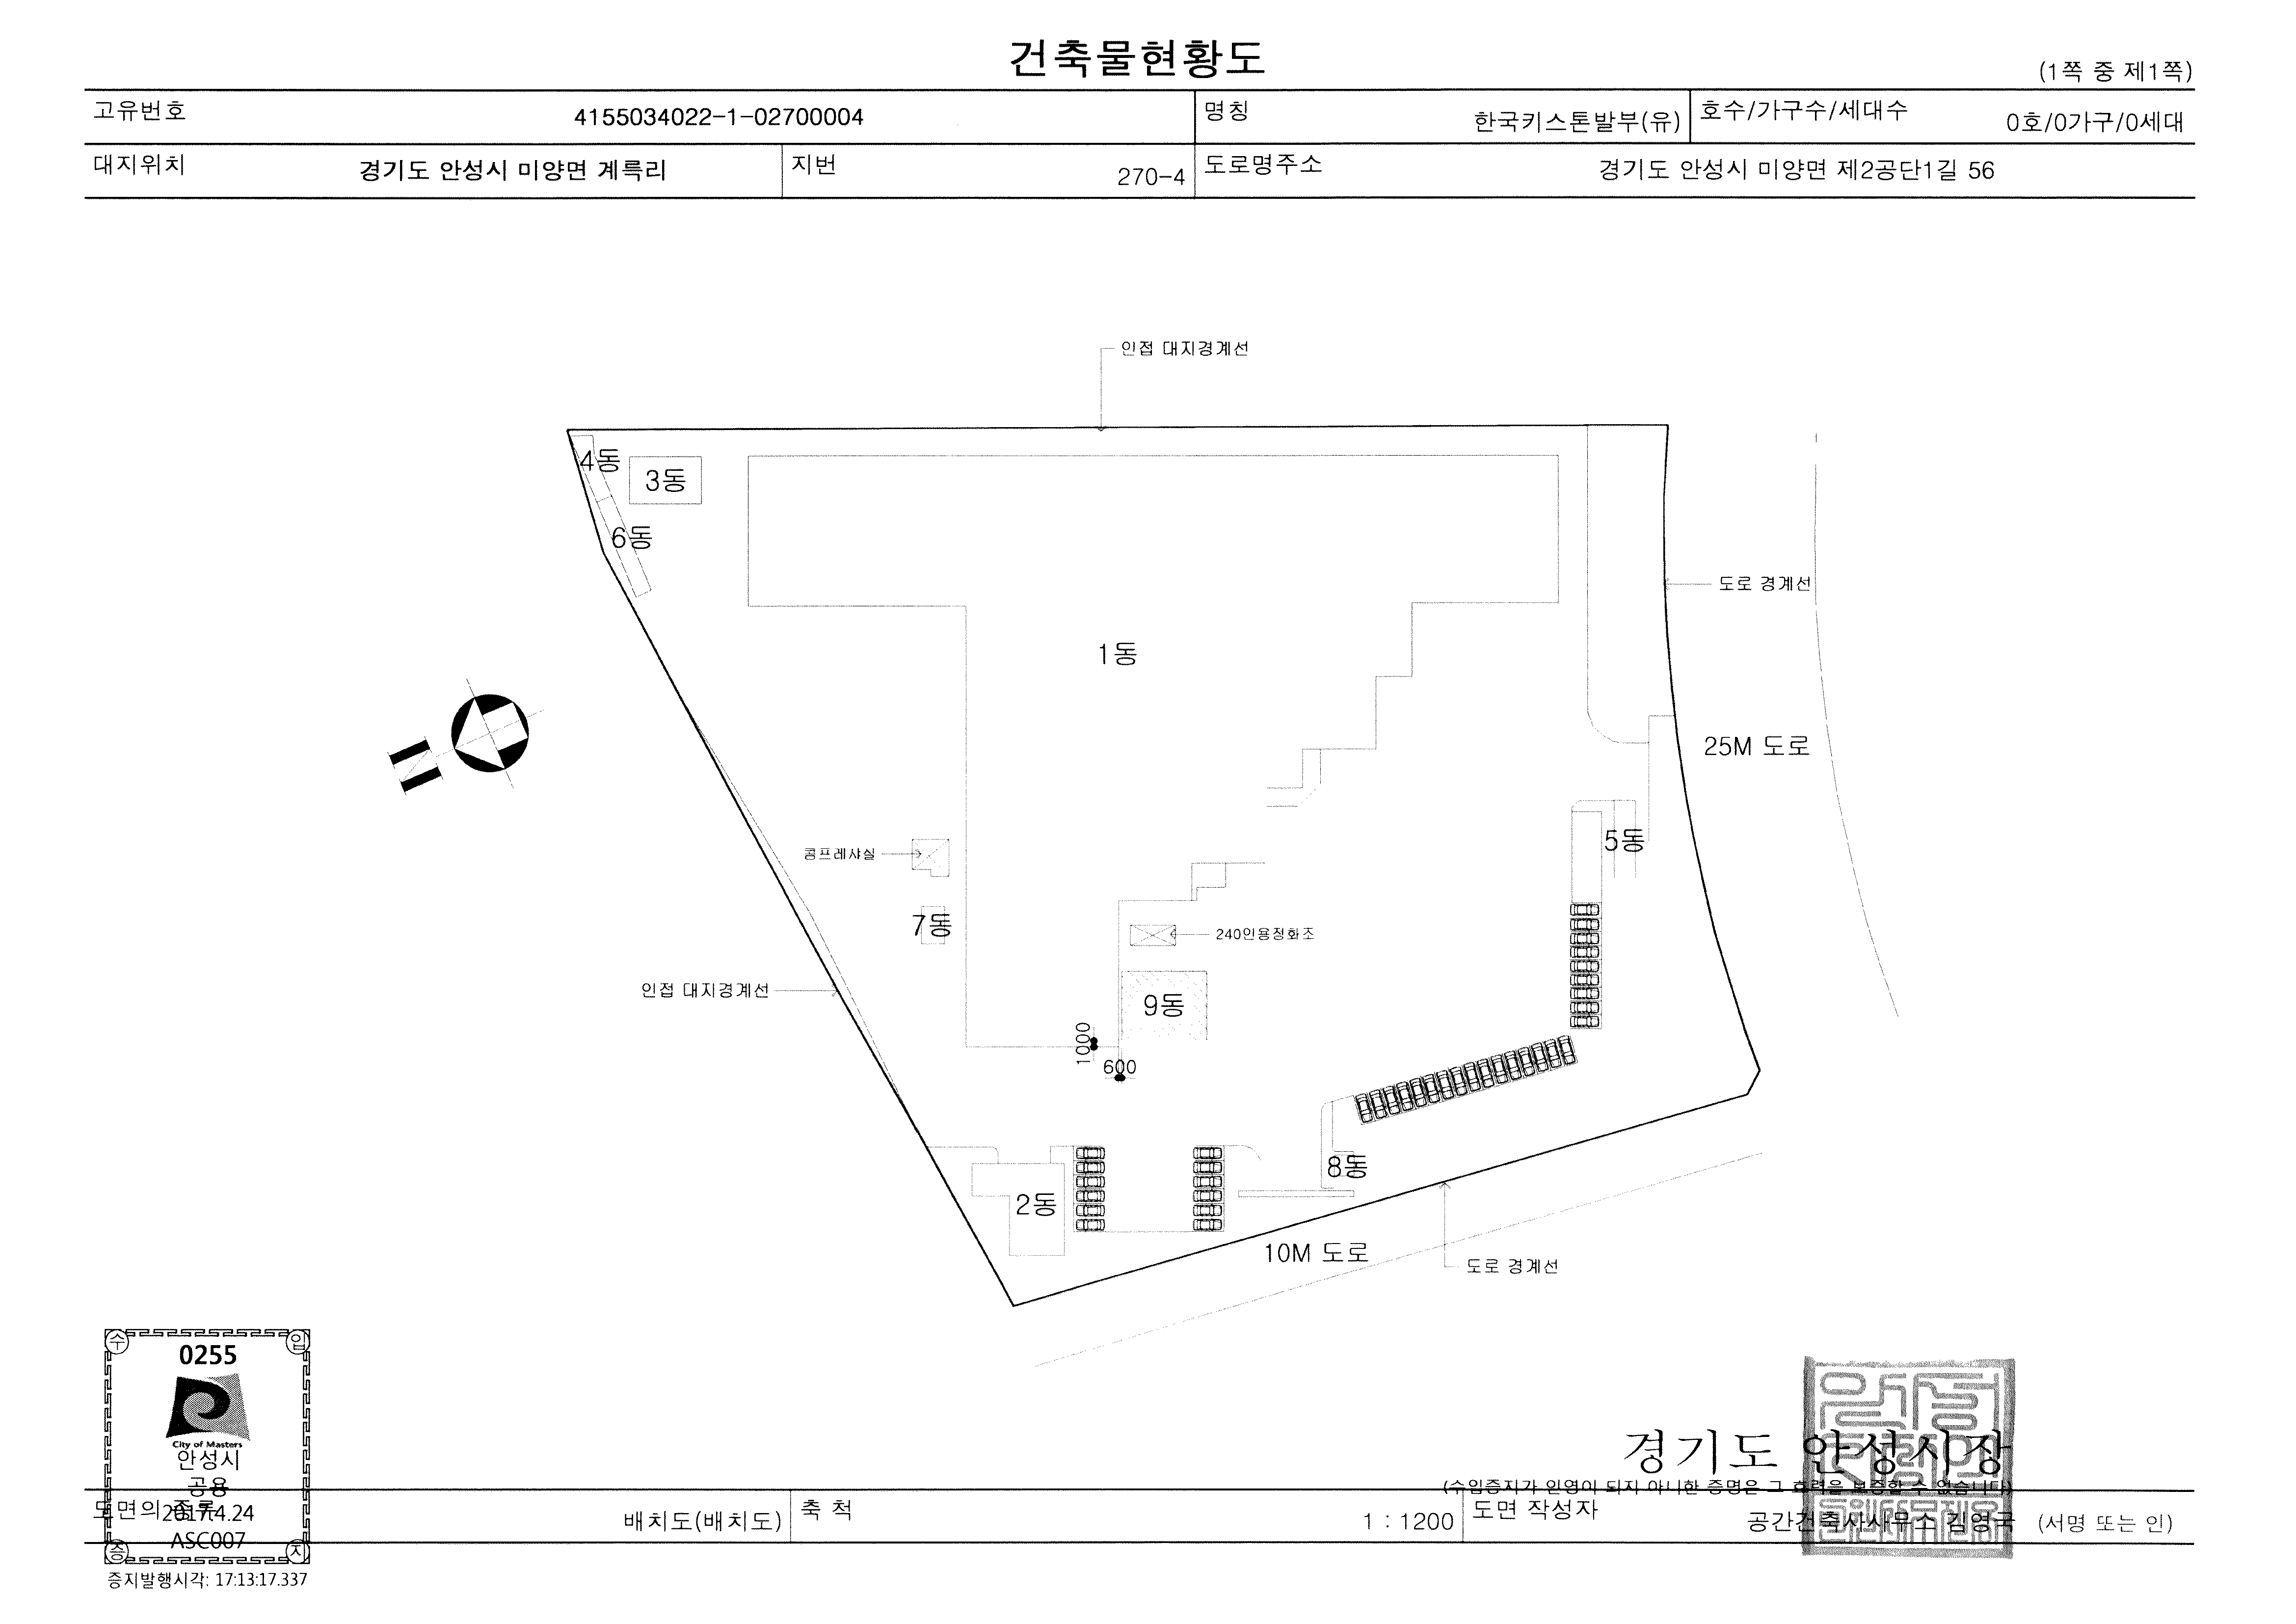 건축물현황도
(1쪽 중 제1쪽)
고유번호 4155034022-1-02700004 명칭 한국키스톤발부(유) 호수/가구수/세대수 0호/0가구/0세대
대지위치 경기도 안성시 미양면 계륵리 지번 270-4 도로명주소 경기도 안성시 미양면 제2공단1길 56
인접 대지경계선
4동
3동
6동
도로 경계선
1동
N
25M 도로
5동
콤프레샤실
7동
240인용정화조
인접 대지경계선
9동
1000
600
8동
2동
10M 도로
도로 경계선
수 입
0255
City of Masters
안성시
공용
2017.4.24
ASC007
증 지
증지발행시각: 17:13:17.337
경기도 안성시장
(수입증지가 인영이 되지 아니한 증명은 그 효력을 보증할 수 없습니다)
도면의 종류 배치도(배치도) 축 척 1 : 1200 도면 작성자 공간건축사사무소 김영국 (서명 또는 인)